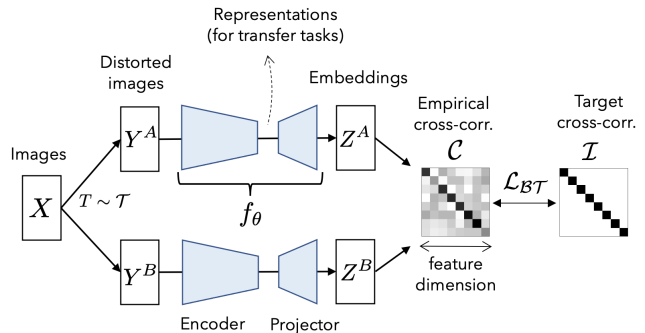 Representations
(for transfer tasks)
Distorted
images
Embeddings
Empirical
cross-corr.
Target
cross-corr.
Images
Y^A
Z^A
C
I
X
T ~ T
f_θ
L_BT
Y^B
Z^B
feature
dimension
Encoder
Projector